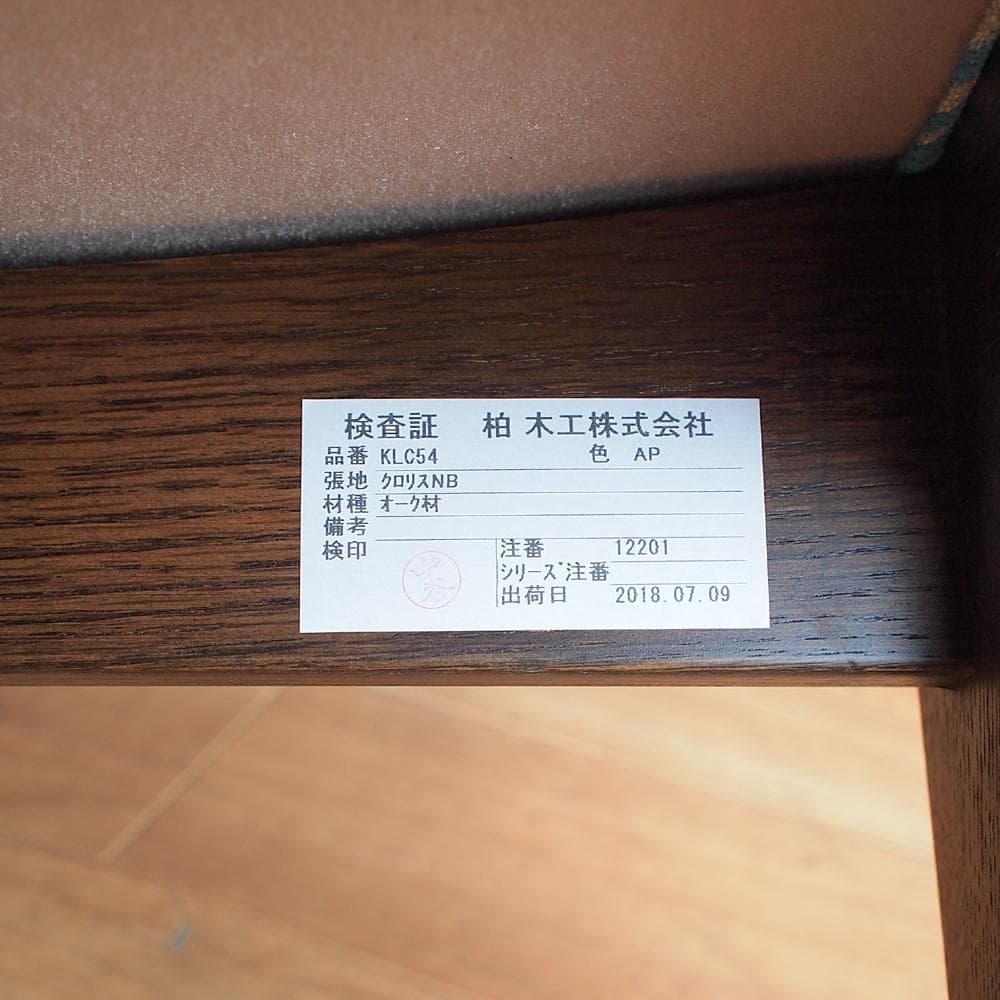 検査証 柏木工株式会社
品番 KLC54 色 AP
張地 ｸﾛﾘｽNB
材種 ｵｰｸ材
備考
検印
注番 12201
ｼﾘｰｽﾞ注番
出荷日 2018.07.09